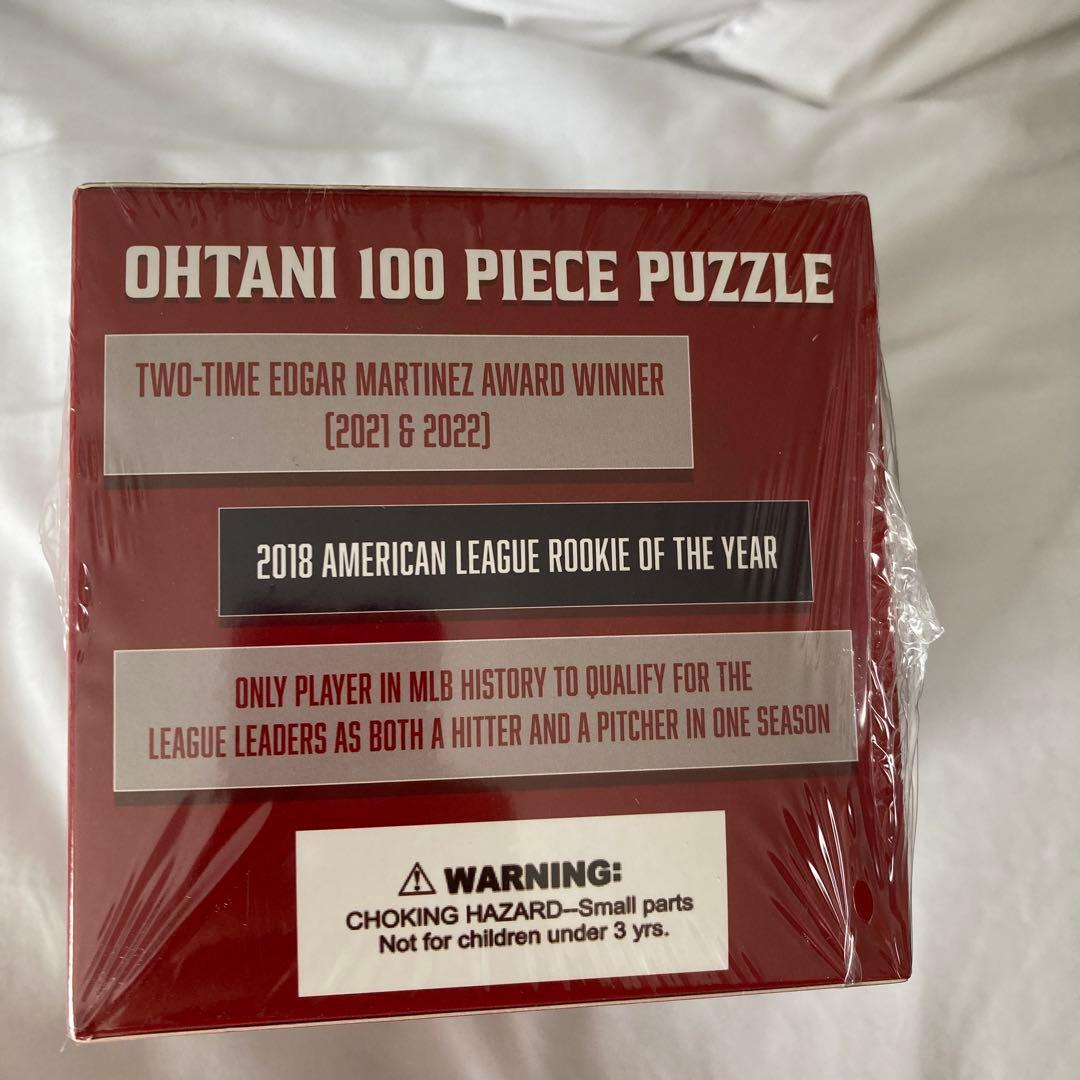 OHTANI 100 PIECE PUZZLE
TWO-TIME EDGAR MARTINEZ AWARD WINNER
(2021 & 2022)
2018 AMERICAN LEAGUE ROOKIE OF THE YEAR
ONLY PLAYER IN MLB HISTORY TO QUALIFY FOR THE
LEAGUE LEADERS AS BOTH A HITTER AND A PITCHER IN ONE SEASON
⚠ WARNING:
CHOKING HAZARD--Small parts
Not for children under 3 yrs.